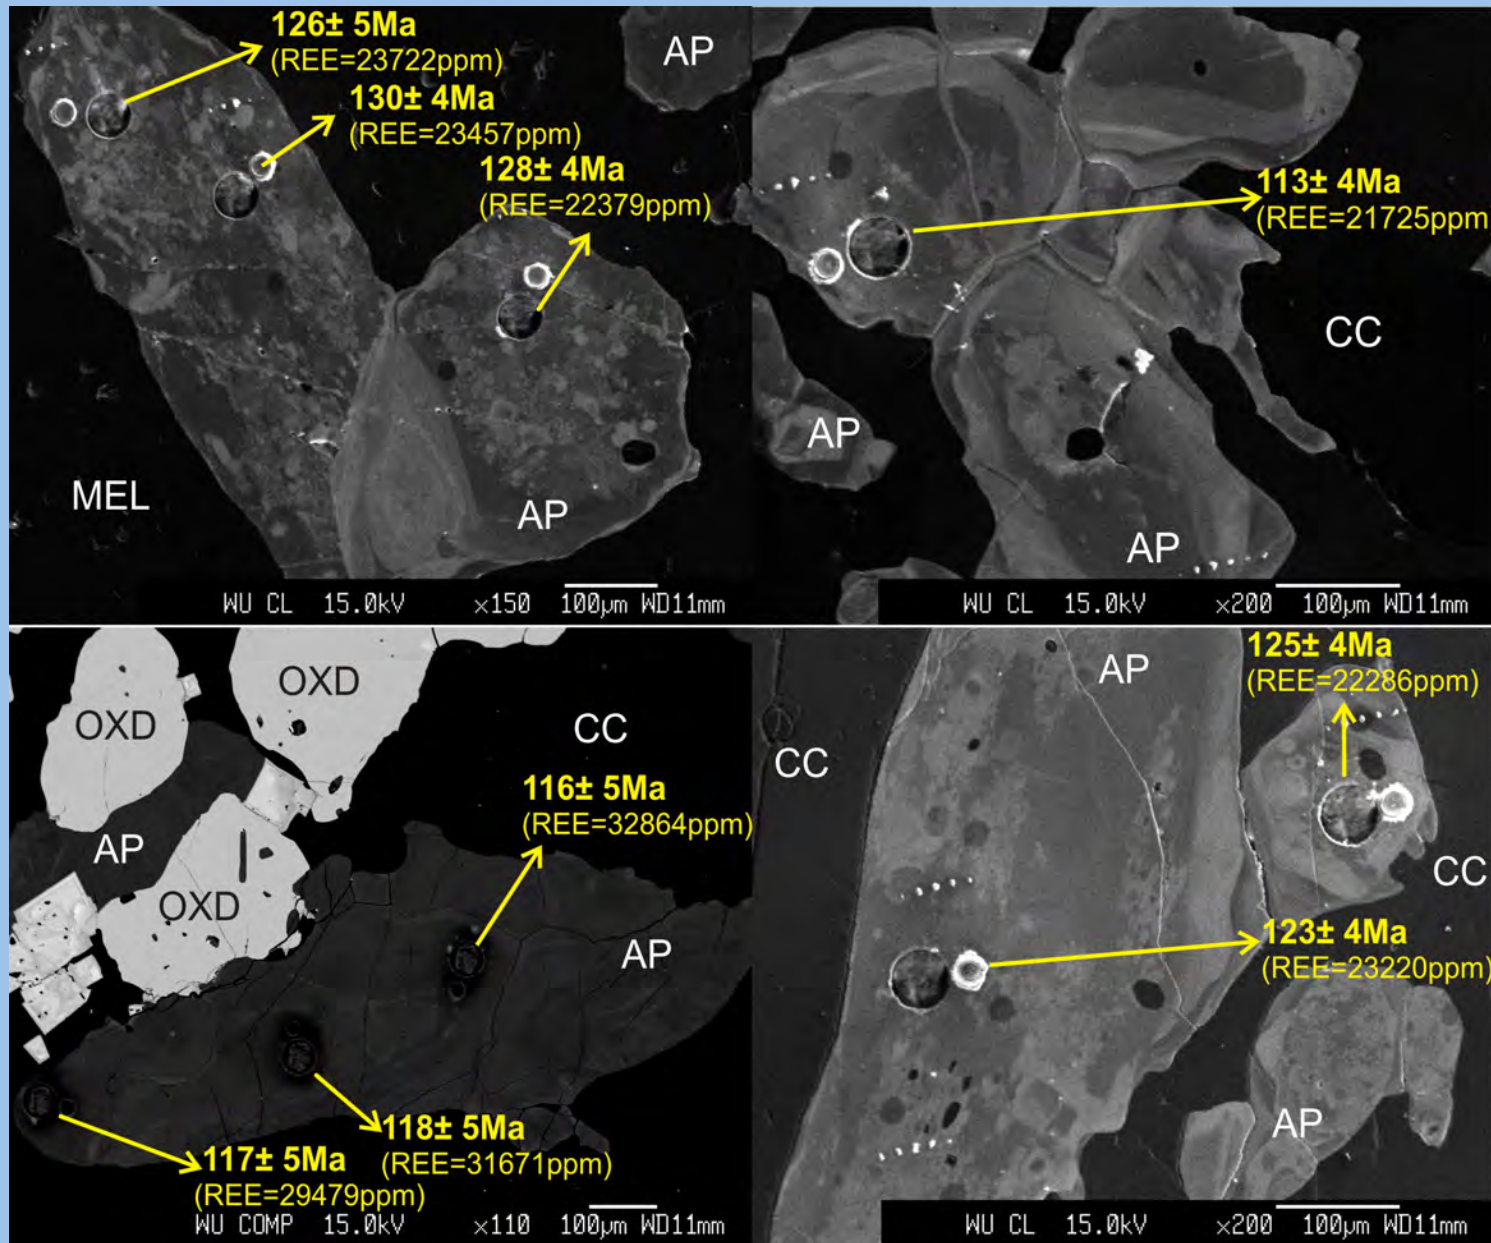 126± 5Ma
(REE=23722ppm)
130± 4Ma
(REE=23457ppm)
128± 4Ma
(REE=22379ppm)
AP
MEL
AP
WU CL 15.0kV ×150 100μm WD11mm
113± 4Ma
(REE=21725ppm
CC
AP
AP
WU CL 15.0kV ×200 100μm WD11mm
OXD
OXD
CC
116± 5Ma
(REE=32864ppm)
AP
OXD
AP
118± 5Ma
(REE=31671ppm)
117± 5Ma
(REE=29479ppm)
WU COMP 15.0kV ×110 100μm WD11mm
125± 4Ma
(REE=22286ppm)
AP
CC
CC
123± 4Ma
(REE=23220ppm)
AP
WU CL 15.0kV ×200 100μm WD11mm